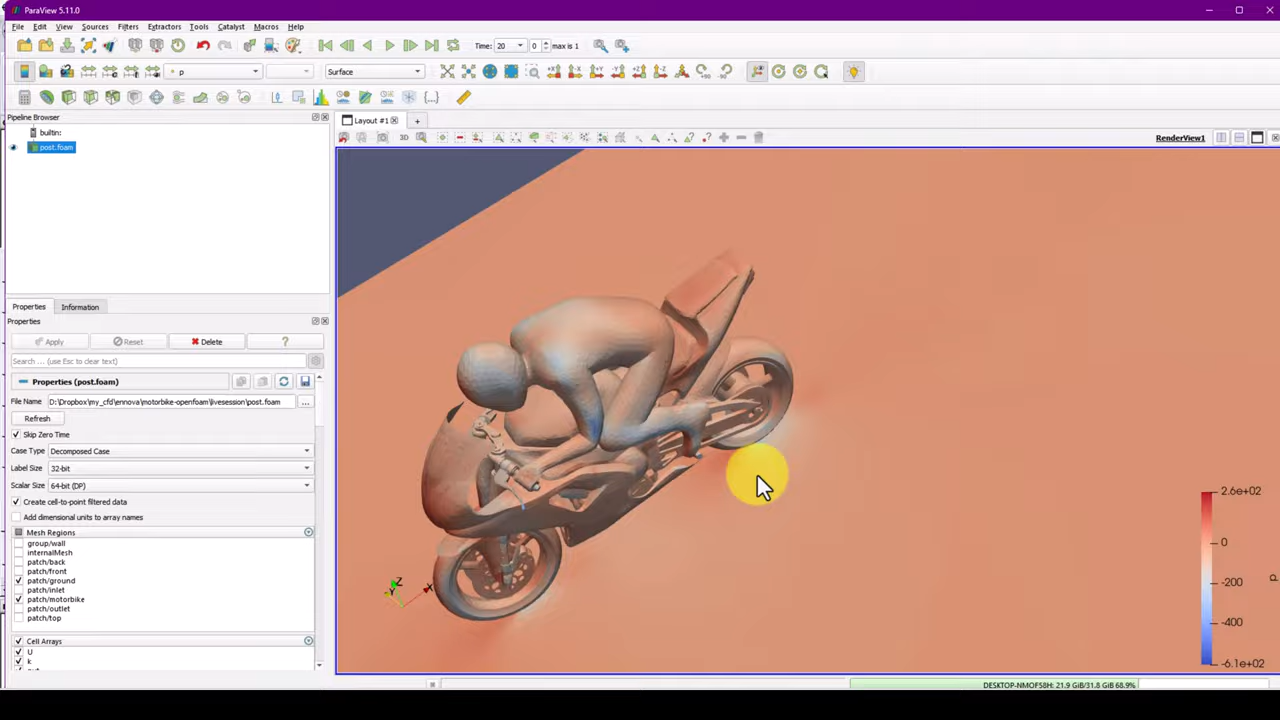 ParaView 5.11.0
File Edit View Sources Filters Extractors Tools Catalyst Macros Help
Time: 20 0 max is 1
p Surface
Pipeline Browser
Layout #1
builtin:
post.foam
3D
RenderView1
Properties Information
Properties
Apply Reset Delete ?
Search ... (use Esc to clear text)
Properties (post.foam)
File Name D:\Dropbox\my_cfd\ennova\motorbike-openfoam\livesession\post.foam ...
Refresh
Skip Zero Time
Case Type Decomposed Case
Label Size 32-bit
Scalar Size 64-bit (DP)
Create cell-to-point filtered data
Add dimensional units to array names
Mesh Regions
group/wall
internalMesh
patch/back
patch/front
patch/ground
patch/inlet
patch/motorbike
patch/outlet
patch/top
Cell Arrays
U
k
Z
Y
X
2.6e+02
0
-200
-400
-6.1e+02
p
DESKTOP-NMOF58H: 21.9 GiB/31.8 GiB 68.9%